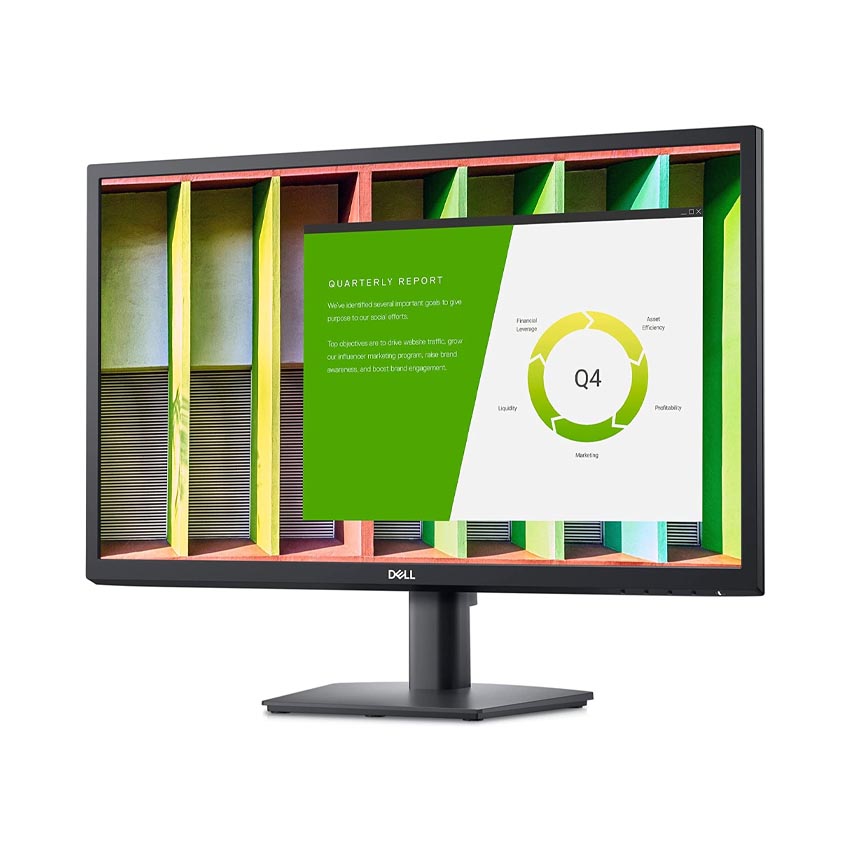 QUARTERLY REPORT
We've identified several important goals to give
purpose to our social efforts.
Top objectives are to drive website traffic, grow
our influencer marketing program, raise brand
awareness, and boost brand engagement.
Financial
Leverage
Asset
Efficiency
Q4
Liquidity
Profitability
Marketing
DELL